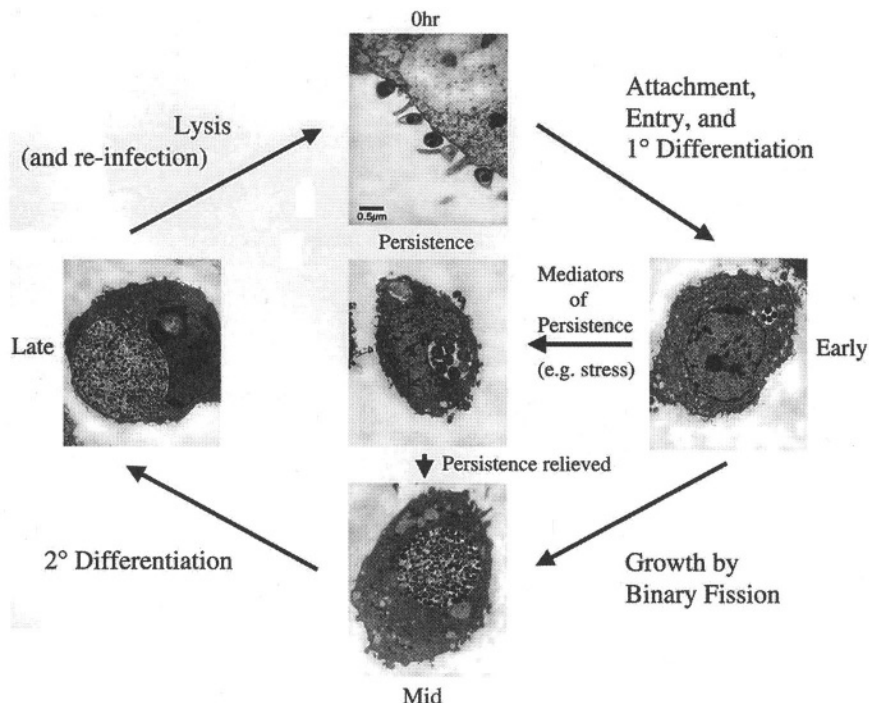 0hr
Attachment,
Entry, and
1° Differentiation
Lysis
(and re-infection)
0.5µm
Persistence
Mediators
of
Persistence
(e.g. stress)
Late
Early
Persistence relieved
2° Differentiation
Growth by
Binary Fission
Mid